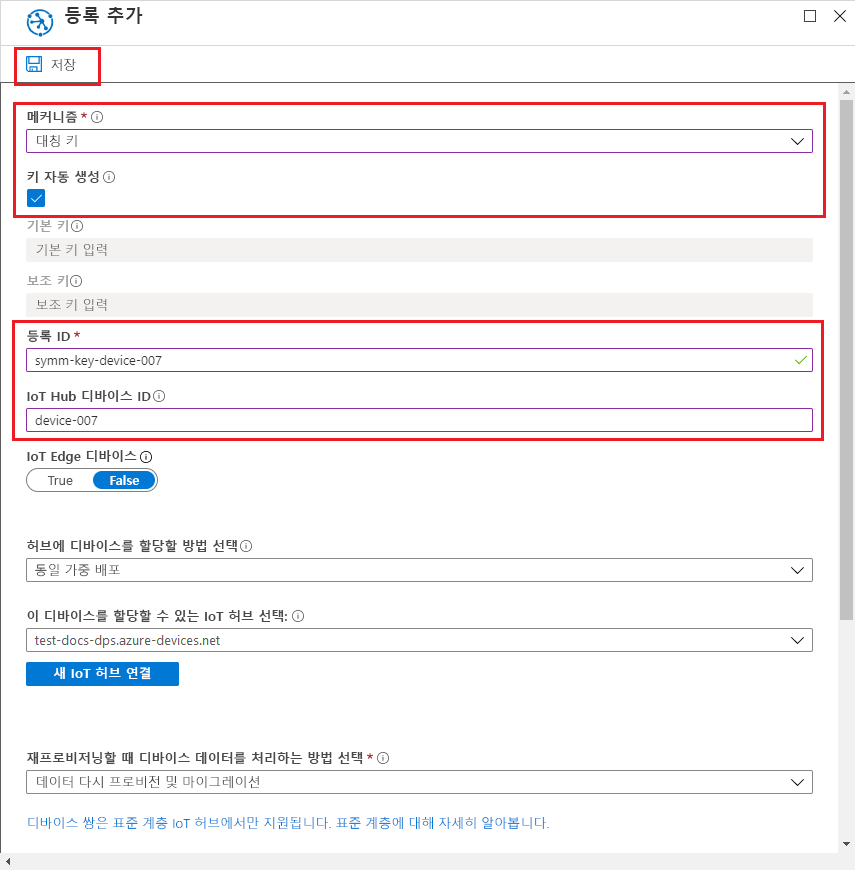 등록 추가
저장
메커니즘 *
대칭 키
키 자동 생성
기본 키
기본 키 입력
보조 키
보조 키 입력
등록 ID *
symm-key-device-007
IoT Hub 디바이스 ID
device-007
IoT Edge 디바이스
True False
허브에 디바이스를 할당할 방법 선택
동일 가중 배포
이 디바이스를 할당할 수 있는 IoT 허브 선택:
test-docs-dps.azure-devices.net
새 IoT 허브 연결
재프로비저닝할 때 디바이스 데이터를 처리하는 방법 선택 *
데이터 다시 프로비전 및 마이그레이션
디바이스 쌍은 표준 계층 IoT 허브에서만 지원됩니다. 표준 계층에 대해 자세히 알아봅니다.